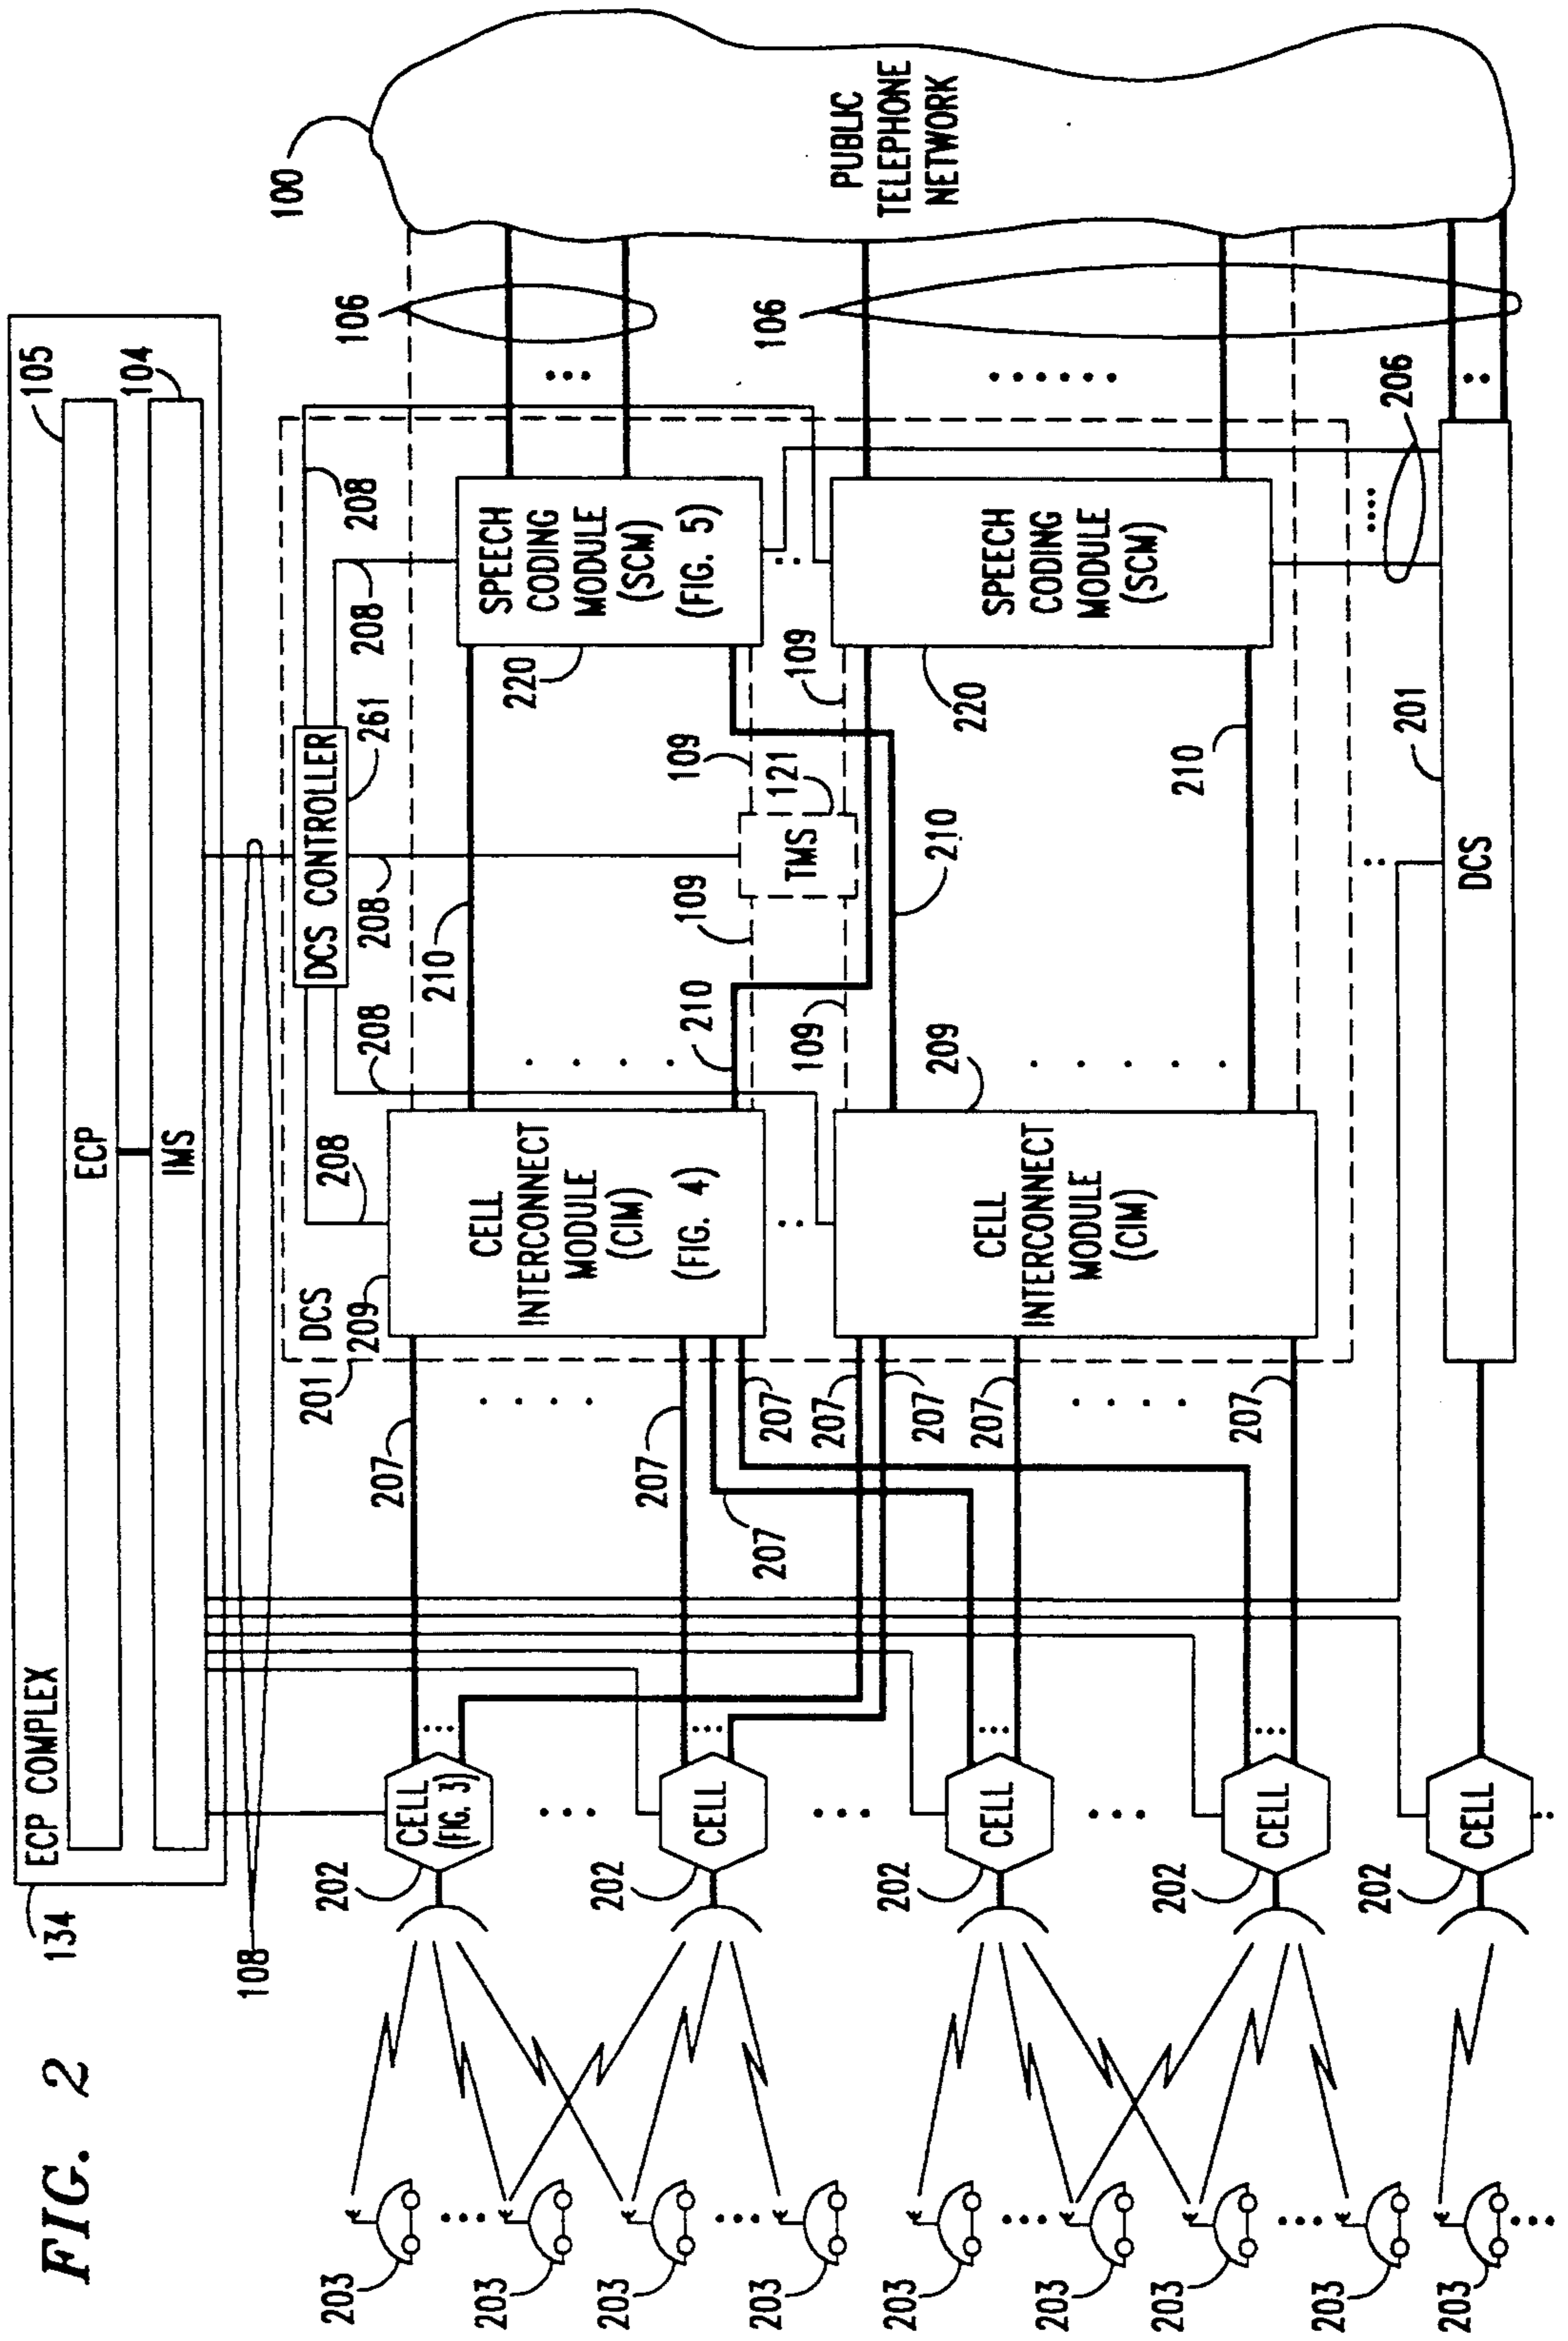 FIG. 2
134
ECP COMPLEX
ECP
105
IMS
104
108
201 DCS
DCS CONTROLLER
261
208
208
208
208
208
209
CELL
INTERCONNECT
MODULE
(CIM)
(FIG. 4)
209
CELL
INTERCONNECT
MODULE
(CIM)
210
210
210
210
109
109
109
109
TMS
121
220
SPEECH
CODING
MODULE
(SCM)
(FIG. 5)
220
SPEECH
CODING
MODULE
(SCM)
106
106
100
PUBLIC
TELEPHONE
NETWORK
206
201
DCS
207
207
207
207
207
207
207
207
202
CELL
(FIG. 3)
202
CELL
202
CELL
202
CELL
202
CELL
203
203
203
203
203
203
203
203
203